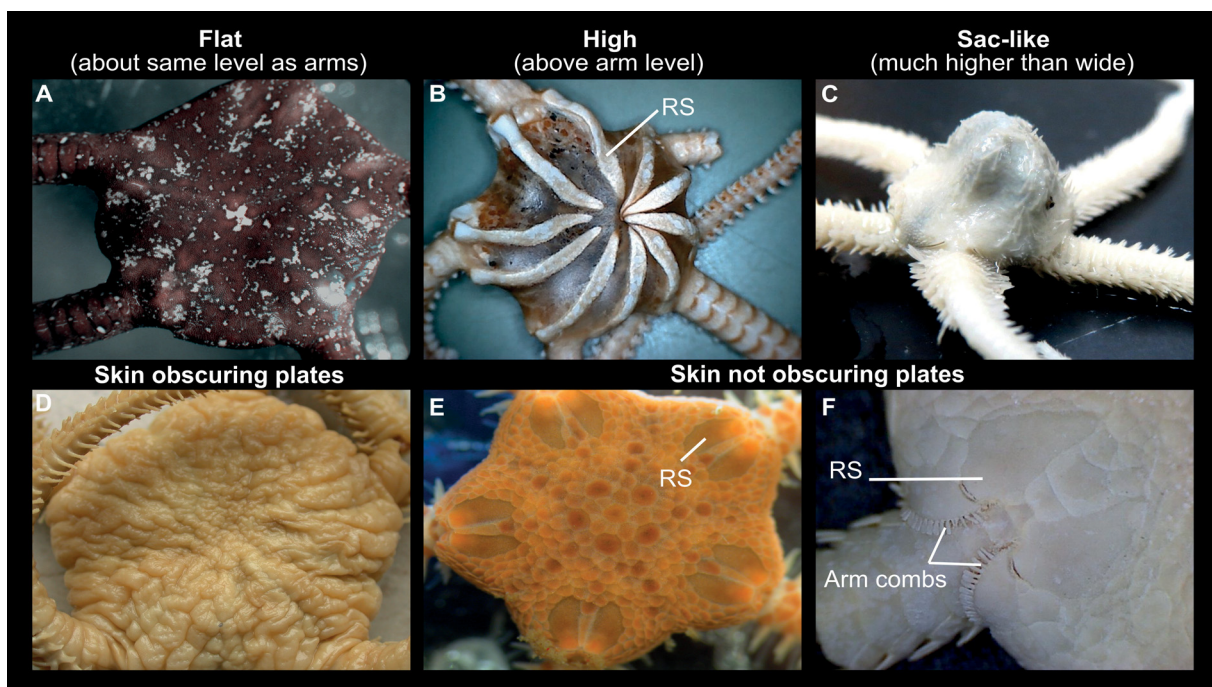 Flat
(about same level as arms)
High
(above arm level)
Sac-like
(much higher than wide)
A
B
RS
C
Skin obscuring plates
Skin not obscuring plates
D
E
RS
F
RS
Arm combs